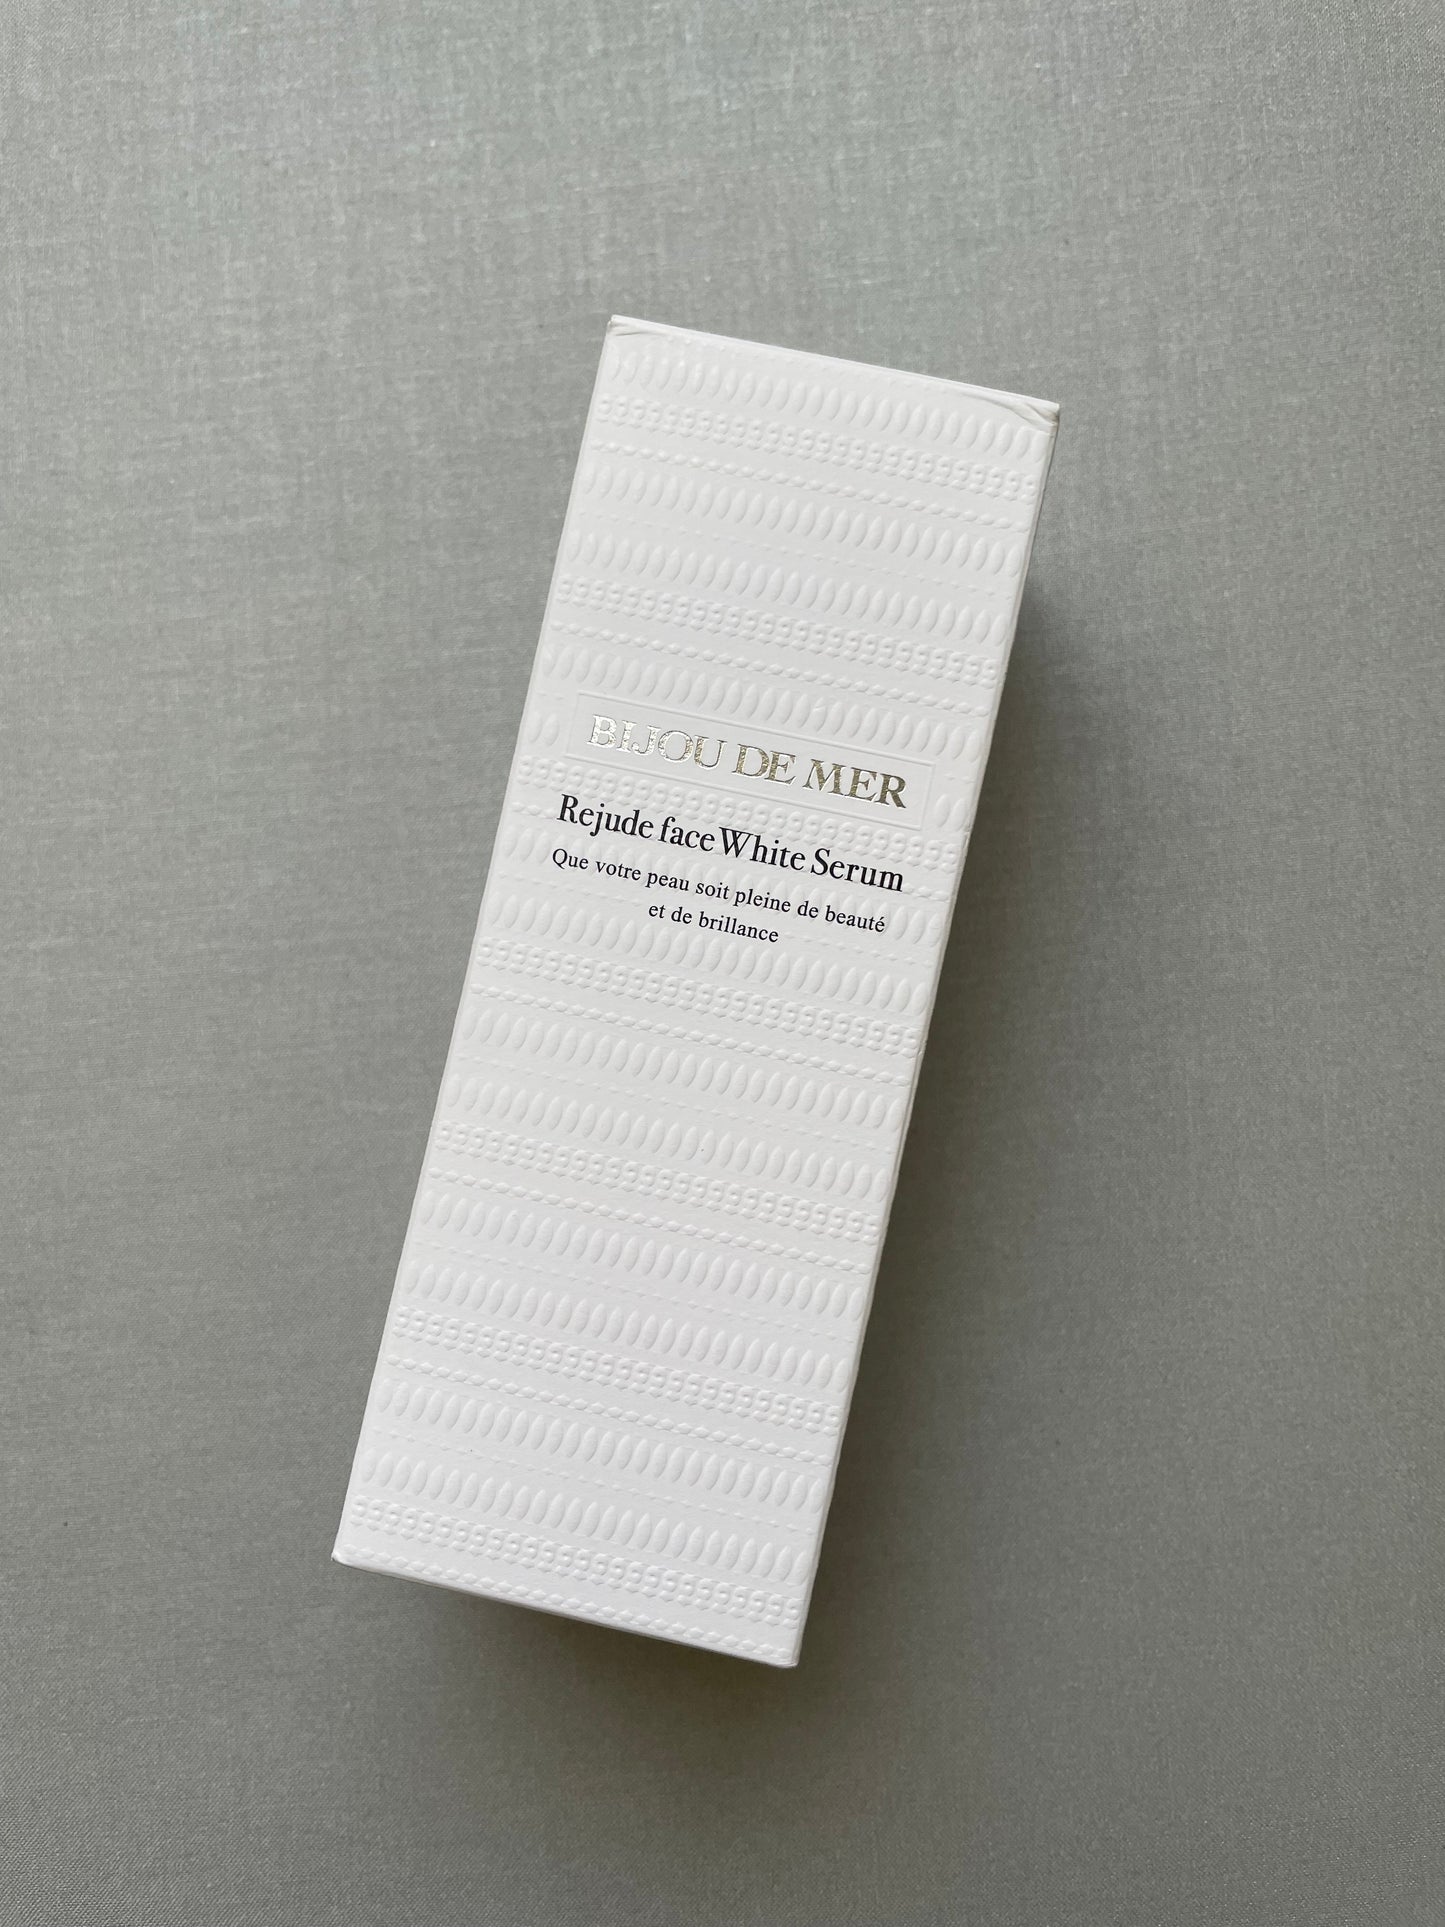 BIJOU DE MER
Rejude face White Serum
Que votre peau soit pleine de beauté
et de brillance